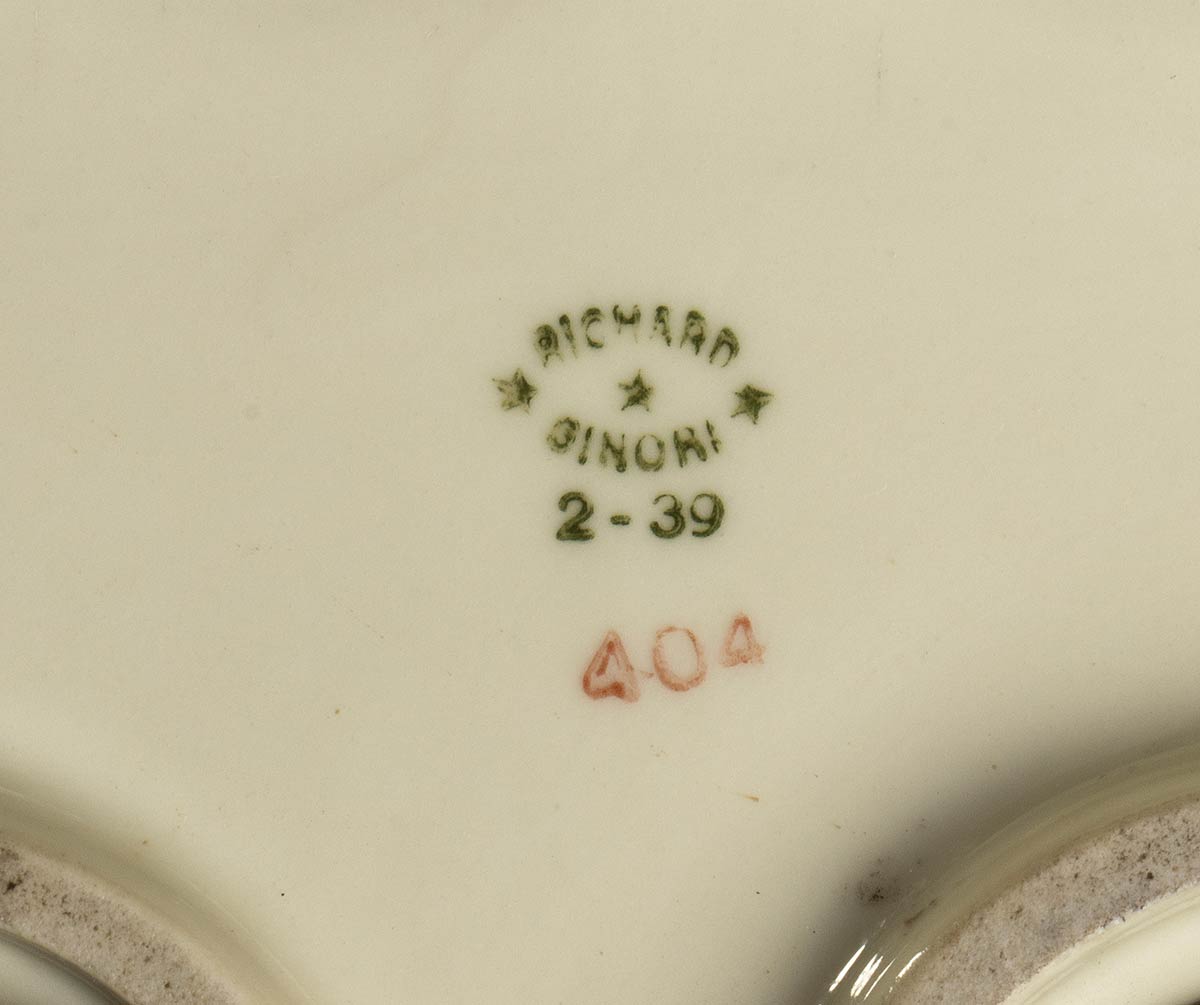 RICHARD
★ ★ ★
GINORI
2 - 39
404